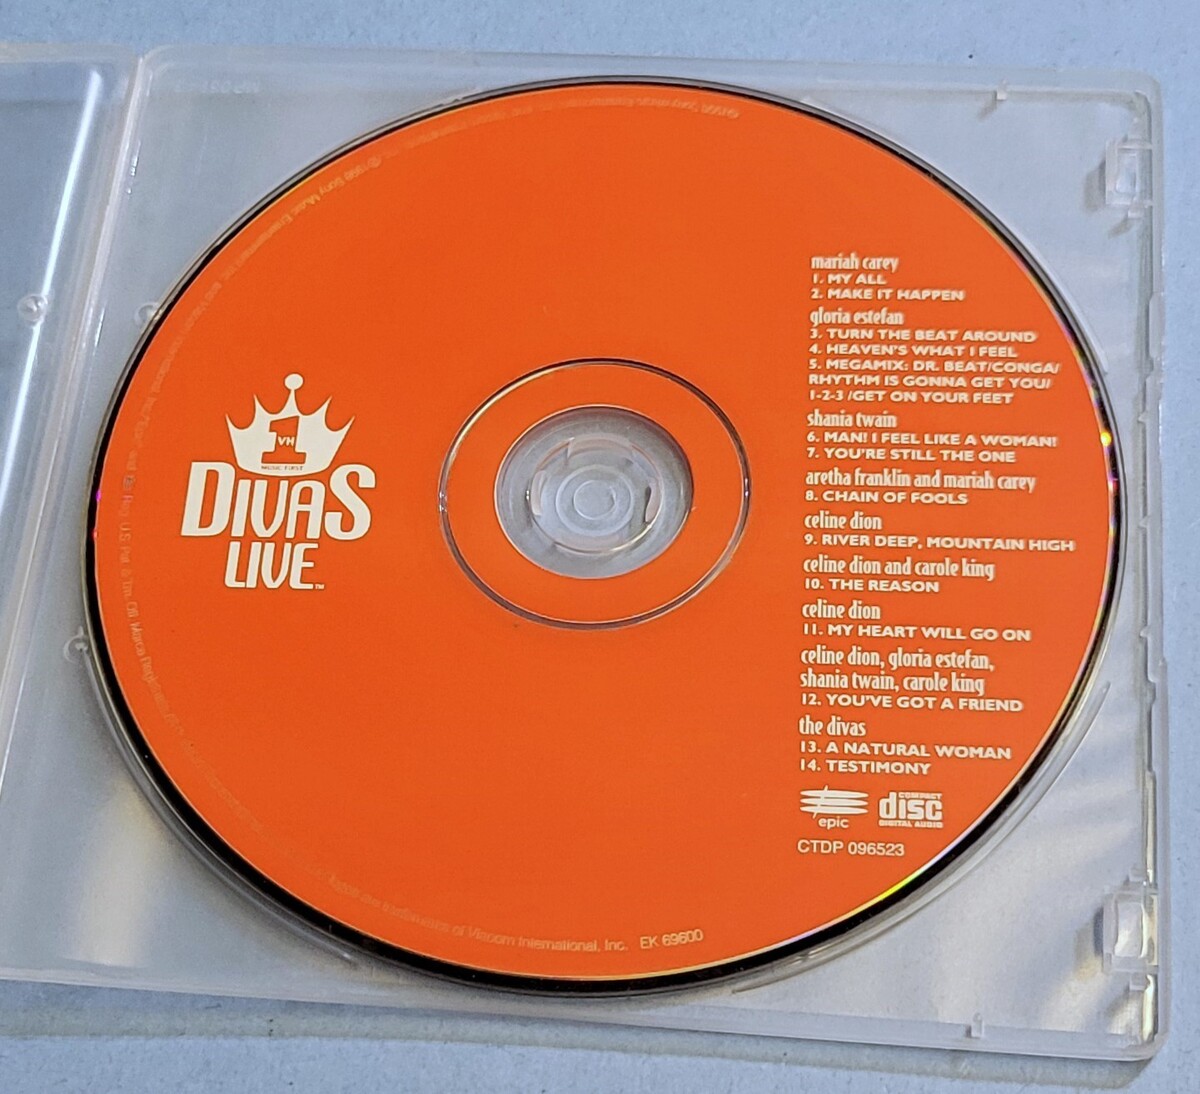 VH
1
MUSIC FIRST
DIVAS
LIVE™
mariah carey
1. MY ALL
2. MAKE IT HAPPEN
gloria estefan
3. TURN THE BEAT AROUND
4. HEAVEN'S WHAT I FEEL
5. MEGAMIX: DR. BEAT/CONGA/
RHYTHM IS GONNA GET YOU/
1-2-3 /GET ON YOUR FEET
shania twain
6. MAN! I FEEL LIKE A WOMAN!
7. YOU'RE STILL THE ONE
aretha franklin and mariah carey
8. CHAIN OF FOOLS
celine dion
9. RIVER DEEP, MOUNTAIN HIGH
celine dion and carole king
10. THE REASON
celine dion
11. MY HEART WILL GO ON
celine dion, gloria estefan,
shania twain, carole king
12. YOU'VE GOT A FRIEND
the divas
13. A NATURAL WOMAN
14. TESTIMONY
epic
COMPACT
disc
DIGITAL AUDIO
CTDP 096523
trademarks of Viacom International, Inc. EK 69600